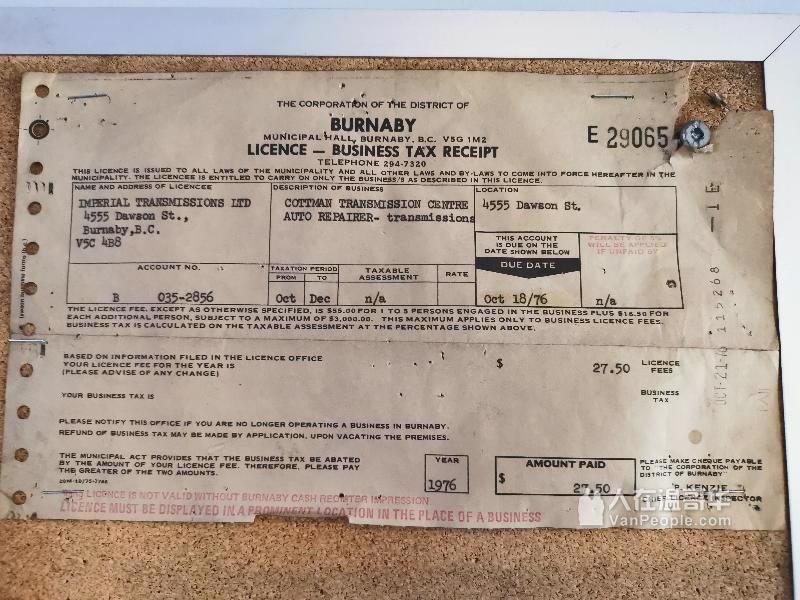 THE CORPORATION OF THE DISTRICT OF
BURNABY
MUNICIPAL HALL, BURNABY, B.C. V5G 1M2
LICENCE — BUSINESS TAX RECEIPT
TELEPHONE 294-7320
E 29065
THIS LICENCE IS ISSUED TO ALL LAWS OF THE MUNICIPALITY AND ALL OTHER LAWS AND BY-LAWS TO COME INTO FORCE HEREAFTER IN THE
MUNICIPALITY. THE LICENCEE IS ENTITLED TO CARRY ON ONLY THE BUSINESS/S AS DESCRIBED IN THIS LICENCE.
NAME AND ADDRESS OF LICENCEE
IMPERIAL TRANSMISSIONS LTD
4555 Dawson St.,
Burnaby,B.C.
V5C 4B8
DESCRIPTION OF BUSINESS
COTTMAN TRANSMISSION CENTRE
AUTO REPAIRER- transmissions
LOCATION
4555 Dawson St.
THIS ACCOUNT
IS DUE ON THE
DATE SHOWN BELOW
DUE DATE
Oct 18/76
PENALTY OF 5%
WILL BE APPLIED
IF UNPAID BY
n/a
ACCOUNT NO.
B 035-2856
TAXATION PERIOD
FROM TO
Oct Dec
TAXABLE
ASSESSMENT
n/a
RATE
THE LICENCE FEE, EXCEPT AS OTHERWISE SPECIFIED, IS $55.00 FOR 1 TO 5 PERSONS ENGAGED IN THE BUSINESS PLUS $16.50 FOR
EACH ADDITIONAL PERSON, SUBJECT TO A MAXIMUM OF $3,000.00. THIS MAXIMUM APPLIES ONLY TO BUSINESS LICENCE FEES.
BUSINESS TAX IS CALCULATED ON THE TAXABLE ASSESSMENT AT THE PERCENTAGE SHOWN ABOVE.
BASED ON INFORMATION FILED IN THE LICENCE OFFICE
YOUR LICENCE FEE FOR THE YEAR IS
(PLEASE ADVISE OF ANY CHANGE)
$ 27.50
LICENCE
FEES
YOUR BUSINESS TAX IS
BUSINESS
TAX
PLEASE NOTIFY THIS OFFICE IF YOU ARE NO LONGER OPERATING A BUSINESS IN BURNABY.
REFUND OF BUSINESS TAX MAY BE MADE BY APPLICATION, UPON VACATING THE PREMISES.
THE MUNICIPAL ACT PROVIDES THAT THE BUSINESS TAX BE ABATED
BY THE AMOUNT OF YOUR LICENCE FEE. THEREFORE, PLEASE PAY
THE GREATER OF THE TWO AMOUNTS.
YEAR
1976
AMOUNT PAID
$ 27.50
PLEASE MAKE CHEQUE PAYABLE
TO "THE CORPORATION OF THE
DISTRICT OF BURNABY"
P. KENZIE
CHIEF LICENCE INSPECTOR
THIS LICENCE IS NOT VALID WITHOUT BURNABY CASH REGISTER IMPRESSION
LICENCE MUST BE DISPLAYED IN A PROMINENT LOCATION IN THE PLACE OF A BUSINESS
人在温哥华
VanPeople.com